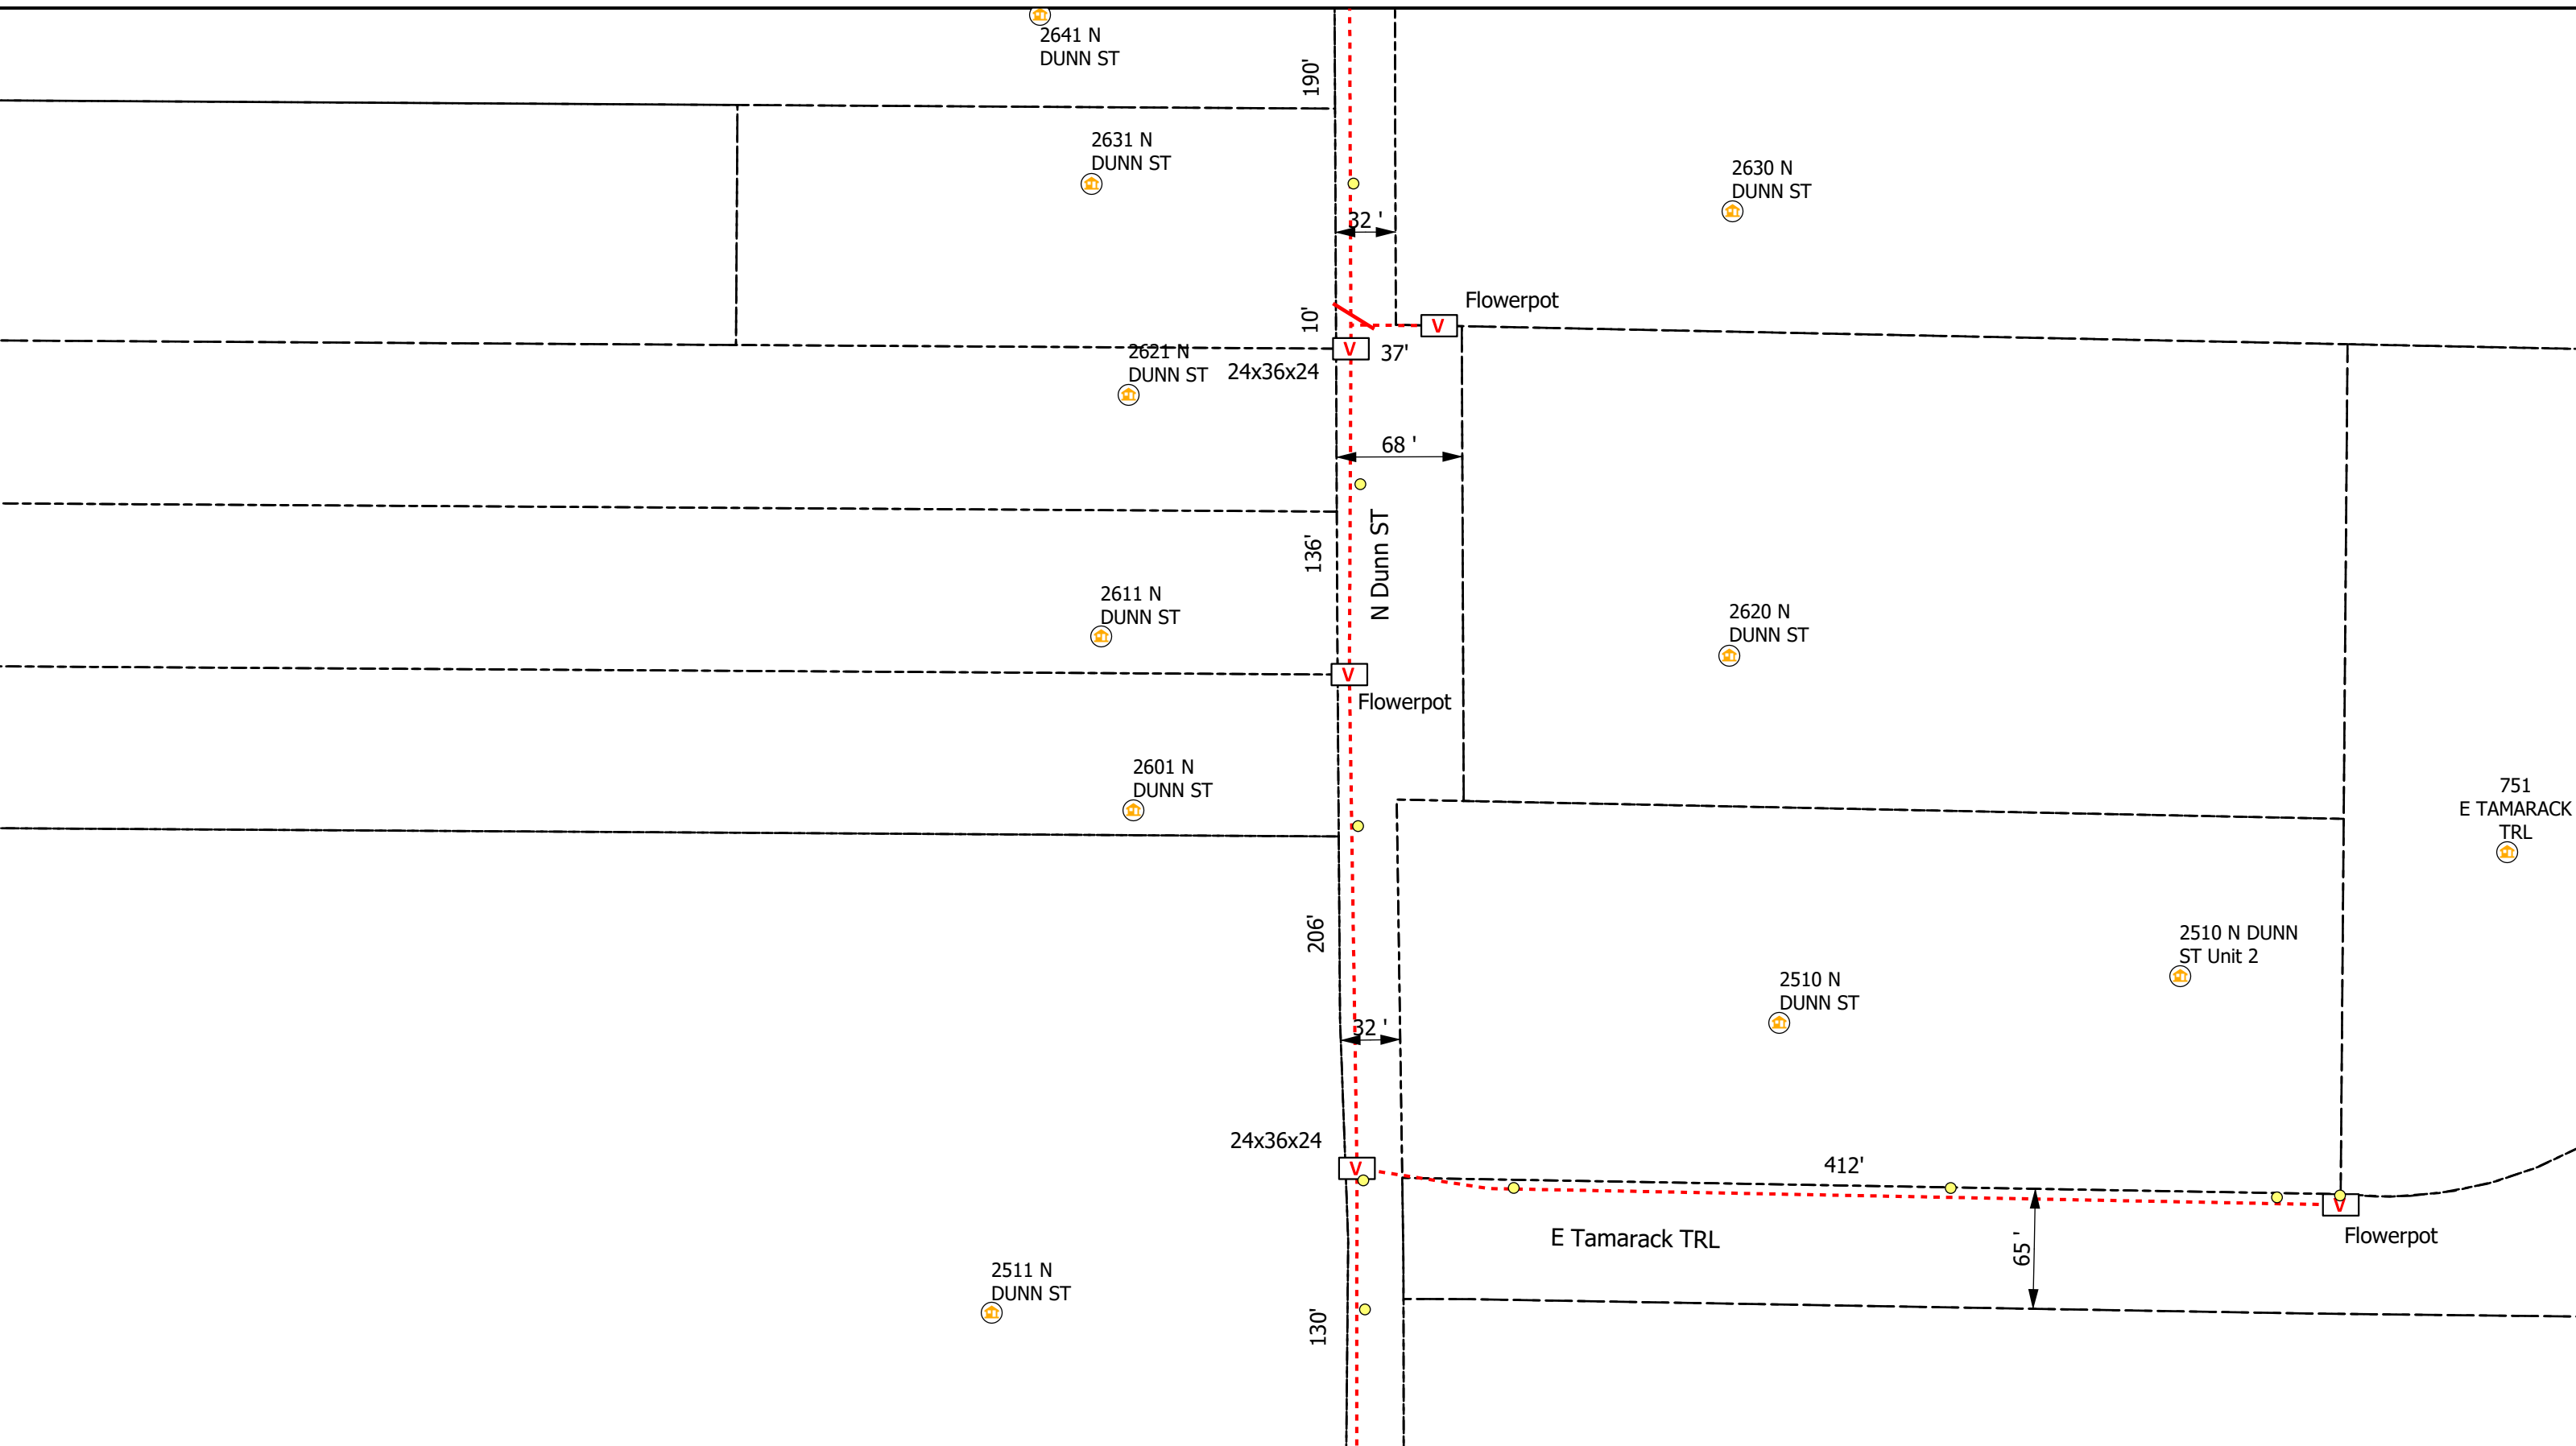 2641 N
DUNN ST
190'
2631 N
DUNN ST
2630 N
DUNN ST
32 '
Flowerpot
10'
V
V
37'
2621 N
DUNN ST
24x36x24
68 '
N Dunn ST
136'
2611 N
DUNN ST
2620 N
DUNN ST
V
Flowerpot
2601 N
DUNN ST
751
E TAMARACK
TRL
206'
2510 N DUNN
ST Unit 2
2510 N
DUNN ST
32 '
24x36x24
V
412'
V
E Tamarack TRL
65 '
Flowerpot
2511 N
DUNN ST
130'